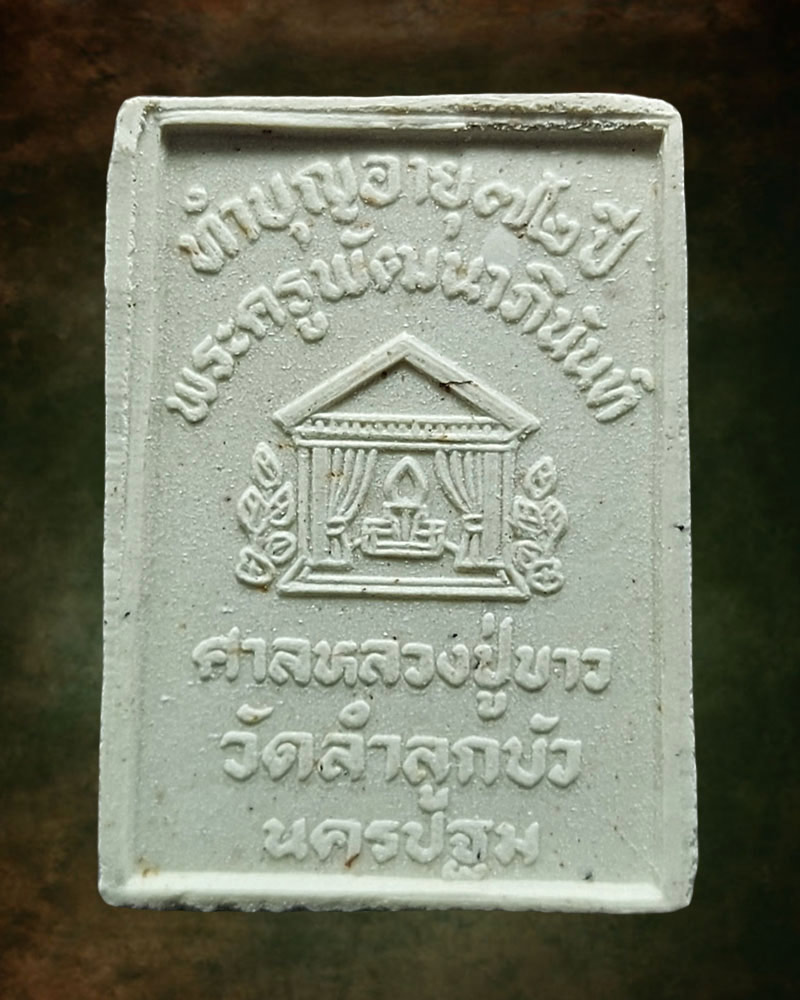 ทำบุญอายุ๗๒ปี
พระครูพัฒนาภินันท์
ศาลหลวงปู่ขาว
วัดลำลูกบัว
นครปฐม